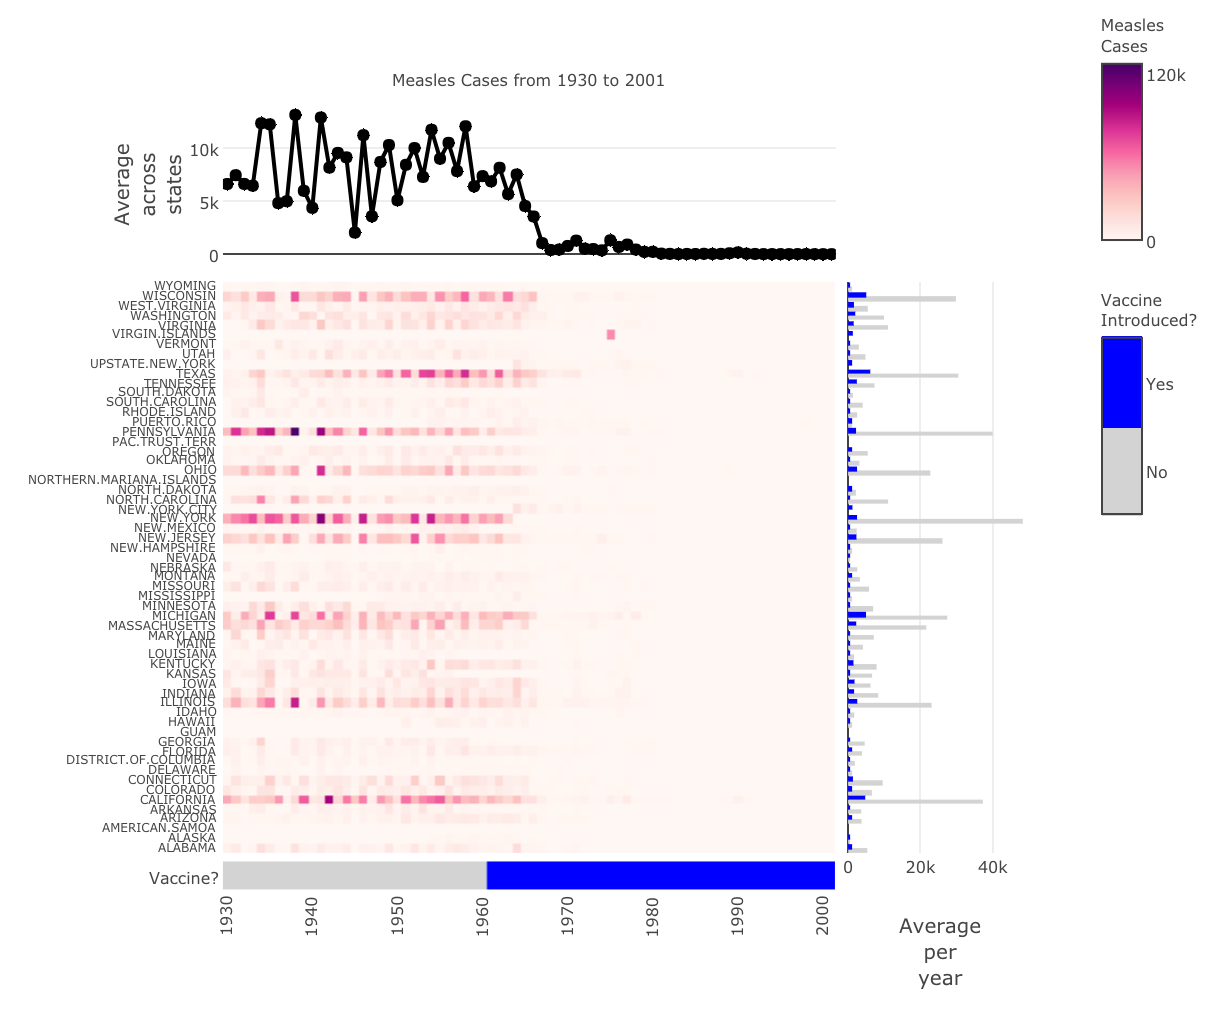 Measles
Cases
120k
0
Measles Cases from 1930 to 2001
Average
across
states
10k
5k
0
WYOMING
WISCONSIN
WEST.VIRGINIA
WASHINGTON
VIRGINIA
VIRGIN.ISLANDS
VERMONT
UTAH
UPSTATE.NEW.YORK
TEXAS
TENNESSEE
SOUTH.DAKOTA
SOUTH.CAROLINA
RHODE.ISLAND
PUERTO.RICO
PENNSYLVANIA
PAC.TRUST.TERR
OREGON
OKLAHOMA
OHIO
NORTHERN.MARIANA.ISLANDS
NORTH.DAKOTA
NORTH.CAROLINA
NEW.YORK.CITY
NEW.YORK
NEW.MEXICO
NEW.JERSEY
NEW.HAMPSHIRE
NEVADA
NEBRASKA
MONTANA
MISSOURI
MISSISSIPPI
MINNESOTA
MICHIGAN
MASSACHUSETTS
MARYLAND
MAINE
LOUISIANA
KENTUCKY
KANSAS
IOWA
INDIANA
ILLINOIS
IDAHO
HAWAII
GUAM
GEORGIA
FLORIDA
DISTRICT.OF.COLUMBIA
DELAWARE
CONNECTICUT
COLORADO
CALIFORNIA
ARKANSAS
ARIZONA
AMERICAN.SAMOA
ALASKA
ALABAMA
Vaccine
Introduced?
Yes
No
0 20k 40k
Average
per
year
Vaccine?
1930 1940 1950 1960 1970 1980 1990 2000